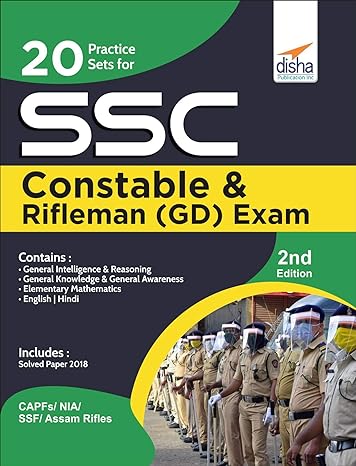 20 Practice
Sets for
disha
Publication Inc
SSC
Constable &
Rifleman (GD) Exam
Contains :
• General Intelligence & Reasoning
• General Knowledge & General Awareness
• Elementary Mathematics
• English | Hindi
2nd
Edition
Includes :
Solved Paper 2018
CAPFs/ NIA/
SSF/ Assam Rifles